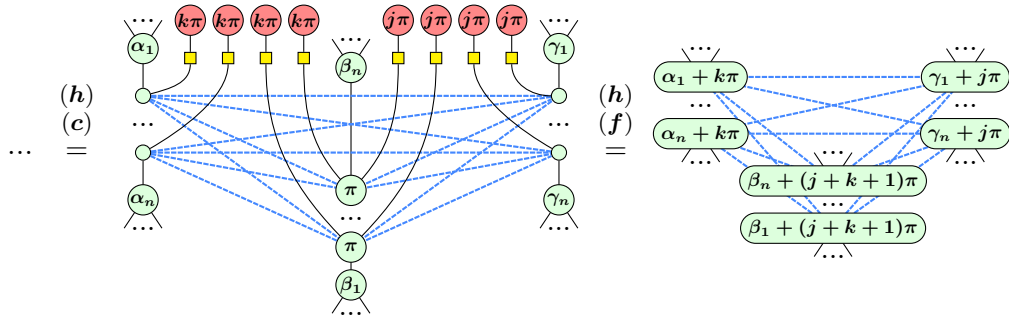 ... ... ...
kπ kπ kπ kπ jπ jπ jπ jπ
α₁ ... γ₁ ... ...
βₙ α₁ + kπ γ₁ + jπ
(h) (h)
(c) ... ... (f) ... ...
... = = αₙ + kπ γₙ + jπ
... ... ...
π βₙ + (j + k + 1)π
αₙ ... γₙ ...
... ... β₁ + (j + k + 1)π
π ...
β₁
...